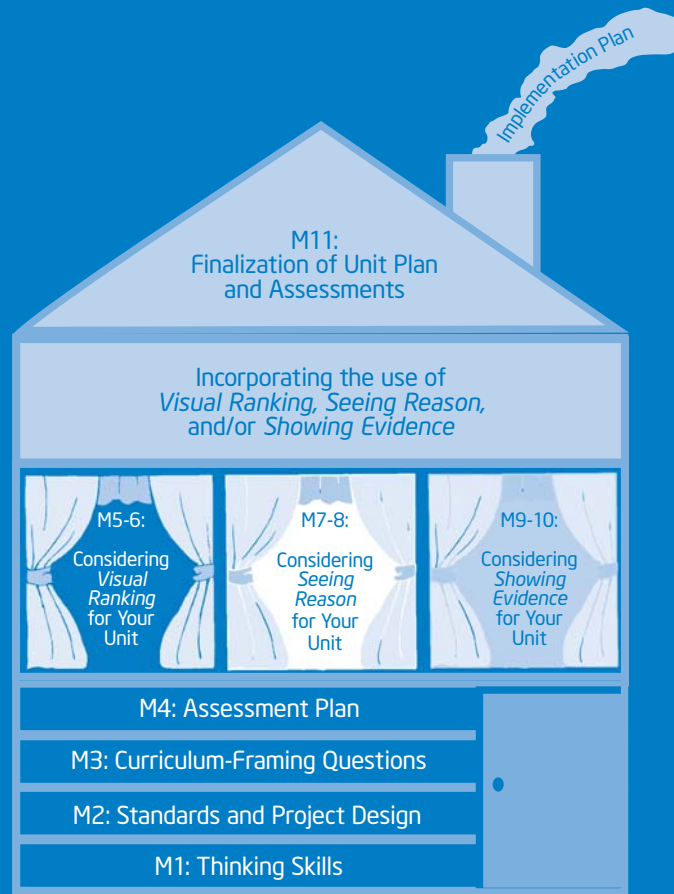 Implementation Plan
M11:
Finalization of Unit Plan
and Assessments
Incorporating the use of
Visual Ranking, Seeing Reason,
and/or Showing Evidence
M5-6:
Considering
Visual
Ranking
for Your
Unit
M7-8:
Considering
Seeing
Reason
for Your
Unit
M9-10:
Considering
Showing
Evidence
for Your
Unit
M4: Assessment Plan
M3: Curriculum-Framing Questions
M2: Standards and Project Design
M1: Thinking Skills